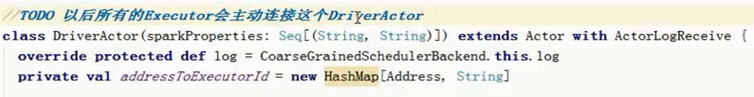 //TODO 以后所有的Executor会主动连接这个DriverActor
class DriverActor(sparkProperties: Seq[(String, String)]) extends Actor with ActorLogReceive {
override protected def log = CoarseGrainedSchedulerBackend.this.log
private val addressToExecutorId = new HashMap[Address, String]